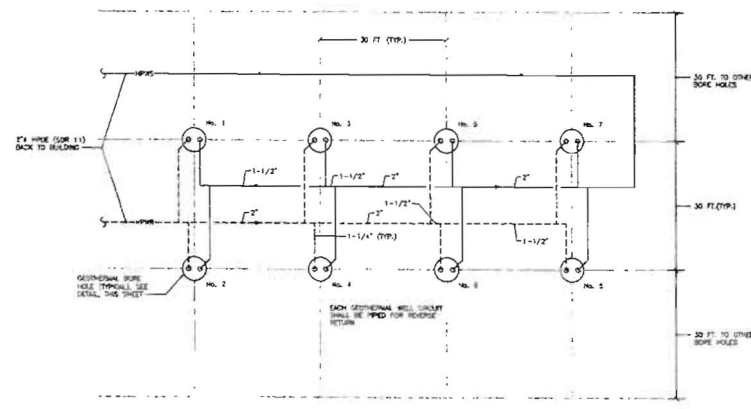 30 FT (TYP.)
HPWS
30 FT. TO OTHER
BORE HOLES
2"ø HPDE (SDR 11)
BACK TO BUILDING
No. 1
No. 3
No. 6
No. 7
1-1/2"
1-1/2"
2"
2"
30 FT.(TYP.)
HPWR
2"
1-1/2"
2"
1-1/4" (TYP.)
1-1/2"
GEOTHERMAL BORE
HOLE (TYPICAL). SEE
DETAIL, THIS SHEET
No. 2
No. 4
No. 6
No. 5
EACH GEOTHERMAL WELL CIRCUIT
SHALL BE PIPED FOR REVERSE
RETURN
30 FT. TO OTHER
BORE HOLES